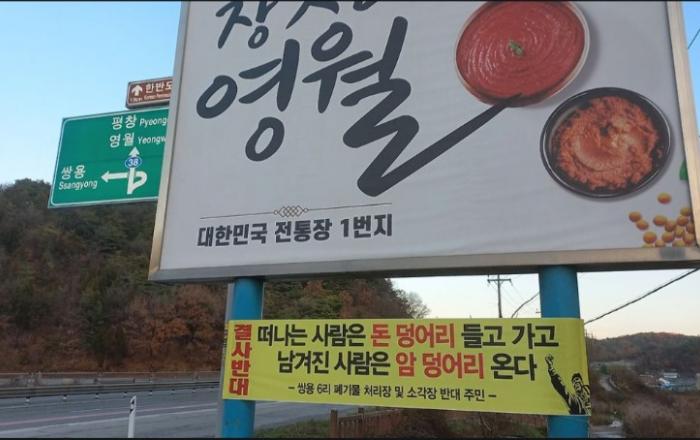 영월
대한민국 전통장 1번지
한반도
평창 Pyeong
영월 Yeongw
38
쌍용
Ssangyong
결사반대
떠나는 사람은 돈 덩어리 들고 가고
남겨진 사람은 암 덩어리 온다
– 쌍용 6리 폐기물 처리장 및 소각장 반대 주민 –